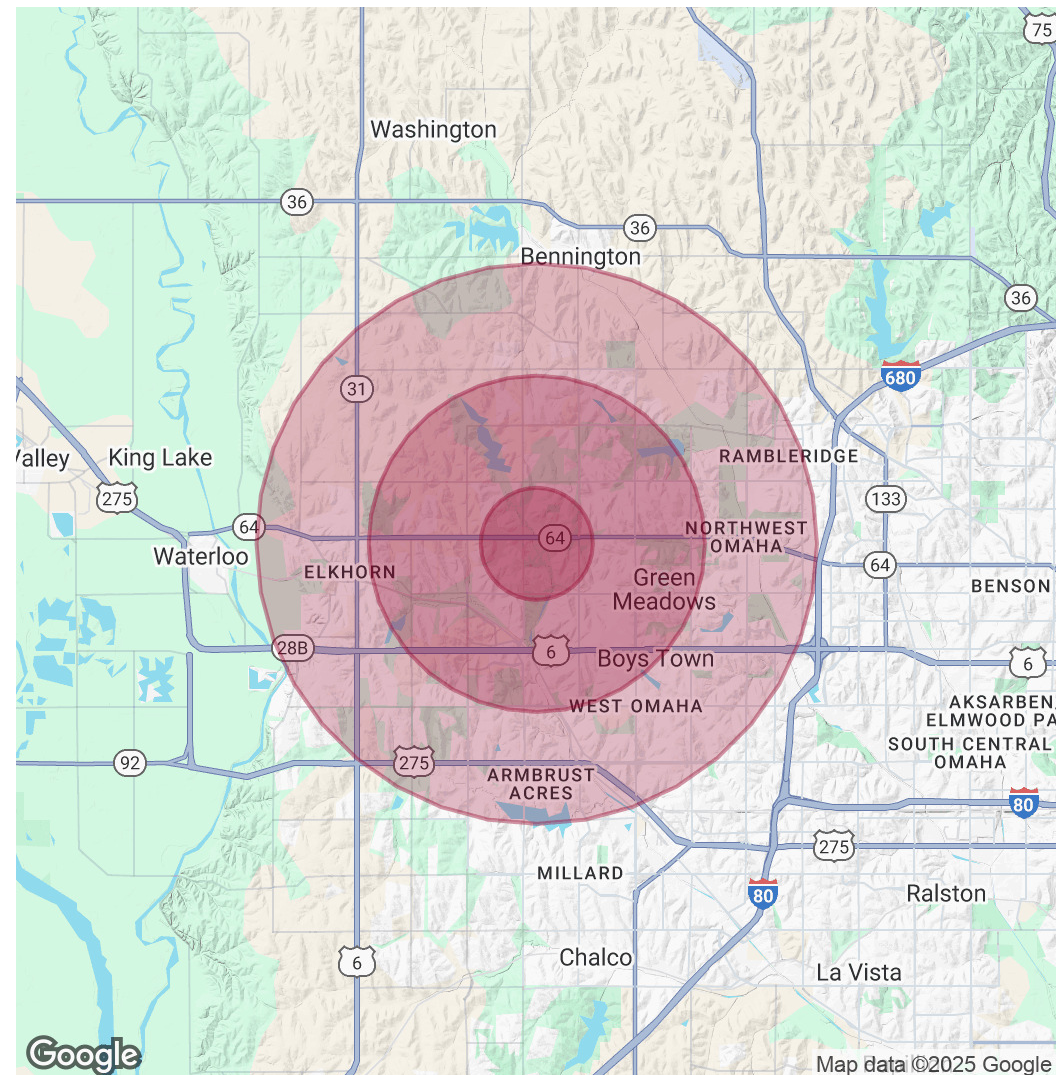 75
Washington
36
36
Bennington
36
680
31
RAMBLERIDGE
Valley
King Lake
275
133
64
64
NORTHWEST
OMAHA
64
Waterloo
ELKHORN
Green
Meadows
BENSON
28B
6
Boys Town
6
WEST OMAHA
AKSARBEN
ELMWOOD PA
SOUTH CENTRAL
OMAHA
92
275
ARMBRUST
ACRES
80
275
MILLARD
80
Ralston
Chalco
6
La Vista
Google
Map data ©2025 Google